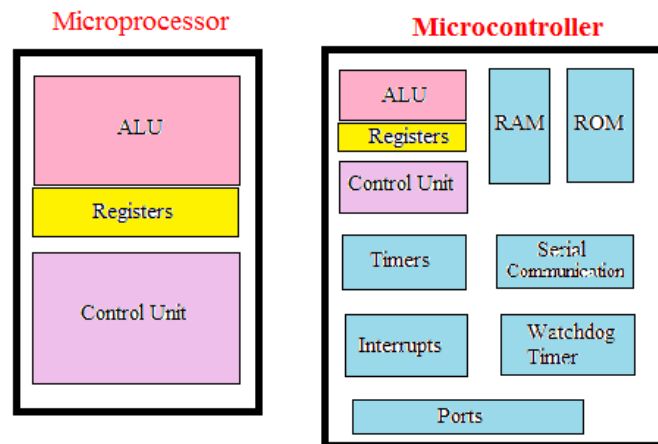 Microprocessor
ALU
Registers
Control Unit
Microcontroller
ALU
Registers
Control Unit
RAM
ROM
Timers
Serial
Communication
Interrupts
Watchdog
Timer
Ports